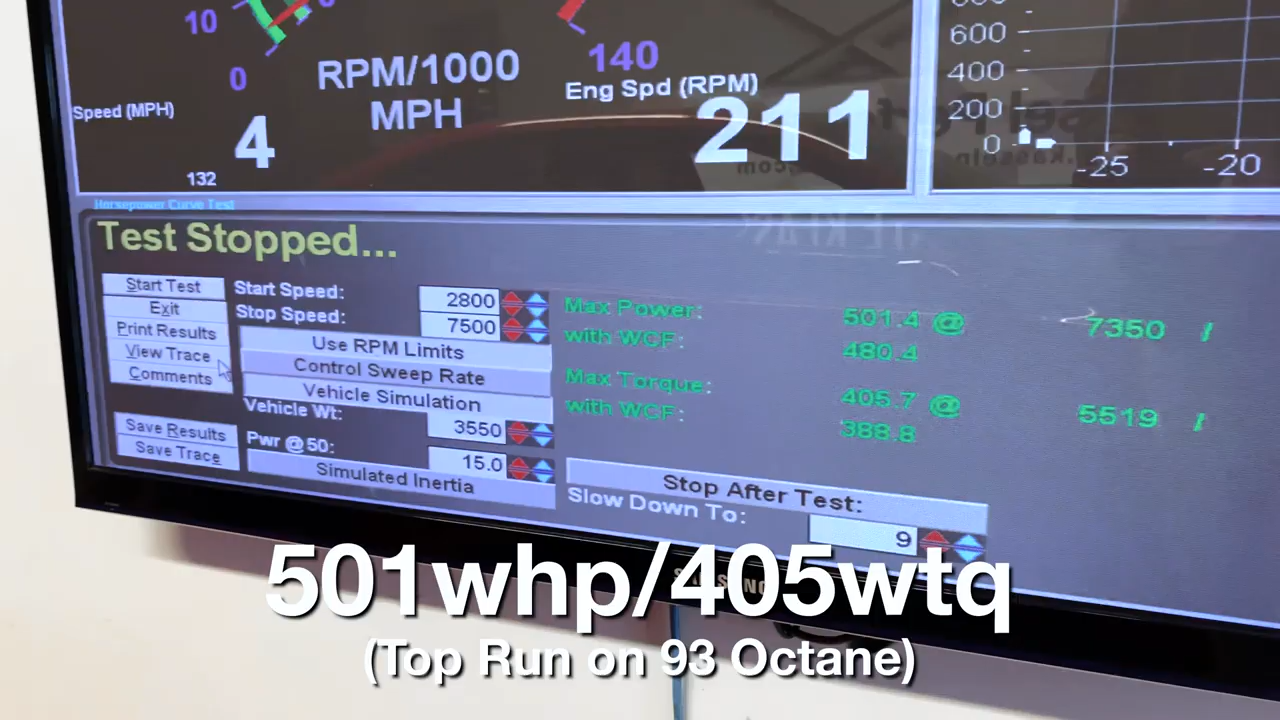 600
10
400
140
0
RPM/1000
Eng Spd (RPM)
MPH
200
Speed (MPH)
211
4
0
-25
-20
132
Horsepower Curve Test
Test Stopped...
Start Test
Start Speed:
2800
Exit
Stop Speed:
7500
Max Power:
501.4 @
7350
Print Results
Use RPM Limits
with WCF:
480.4
View Trace
Control Sweep Rate
Comments
Vehicle Simulation
Max Torque:
405.7 @
5519
Vehicle Wt:
3550
with WCF:
388.8
Save Results
Pwr @ 50:
15.0
Save Trace
Simulated Inertia
Stop After Test:
Slow Down To:
9
SAMSUNG
501whp/405wtq
(Top Run on 93 Octane)